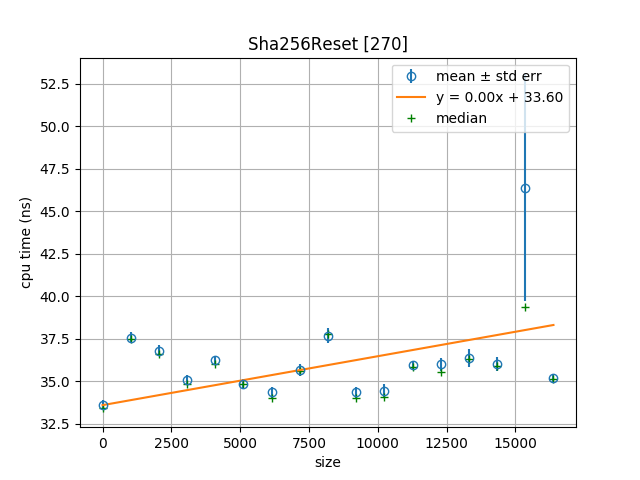 Sha256Reset [270]
mean ± std err
y = 0.00x + 33.60
median
52.5
50.0
47.5
45.0
42.5
40.0
37.5
35.0
32.5
cpu time (ns)
0 2500 5000 7500 10000 12500 15000
size